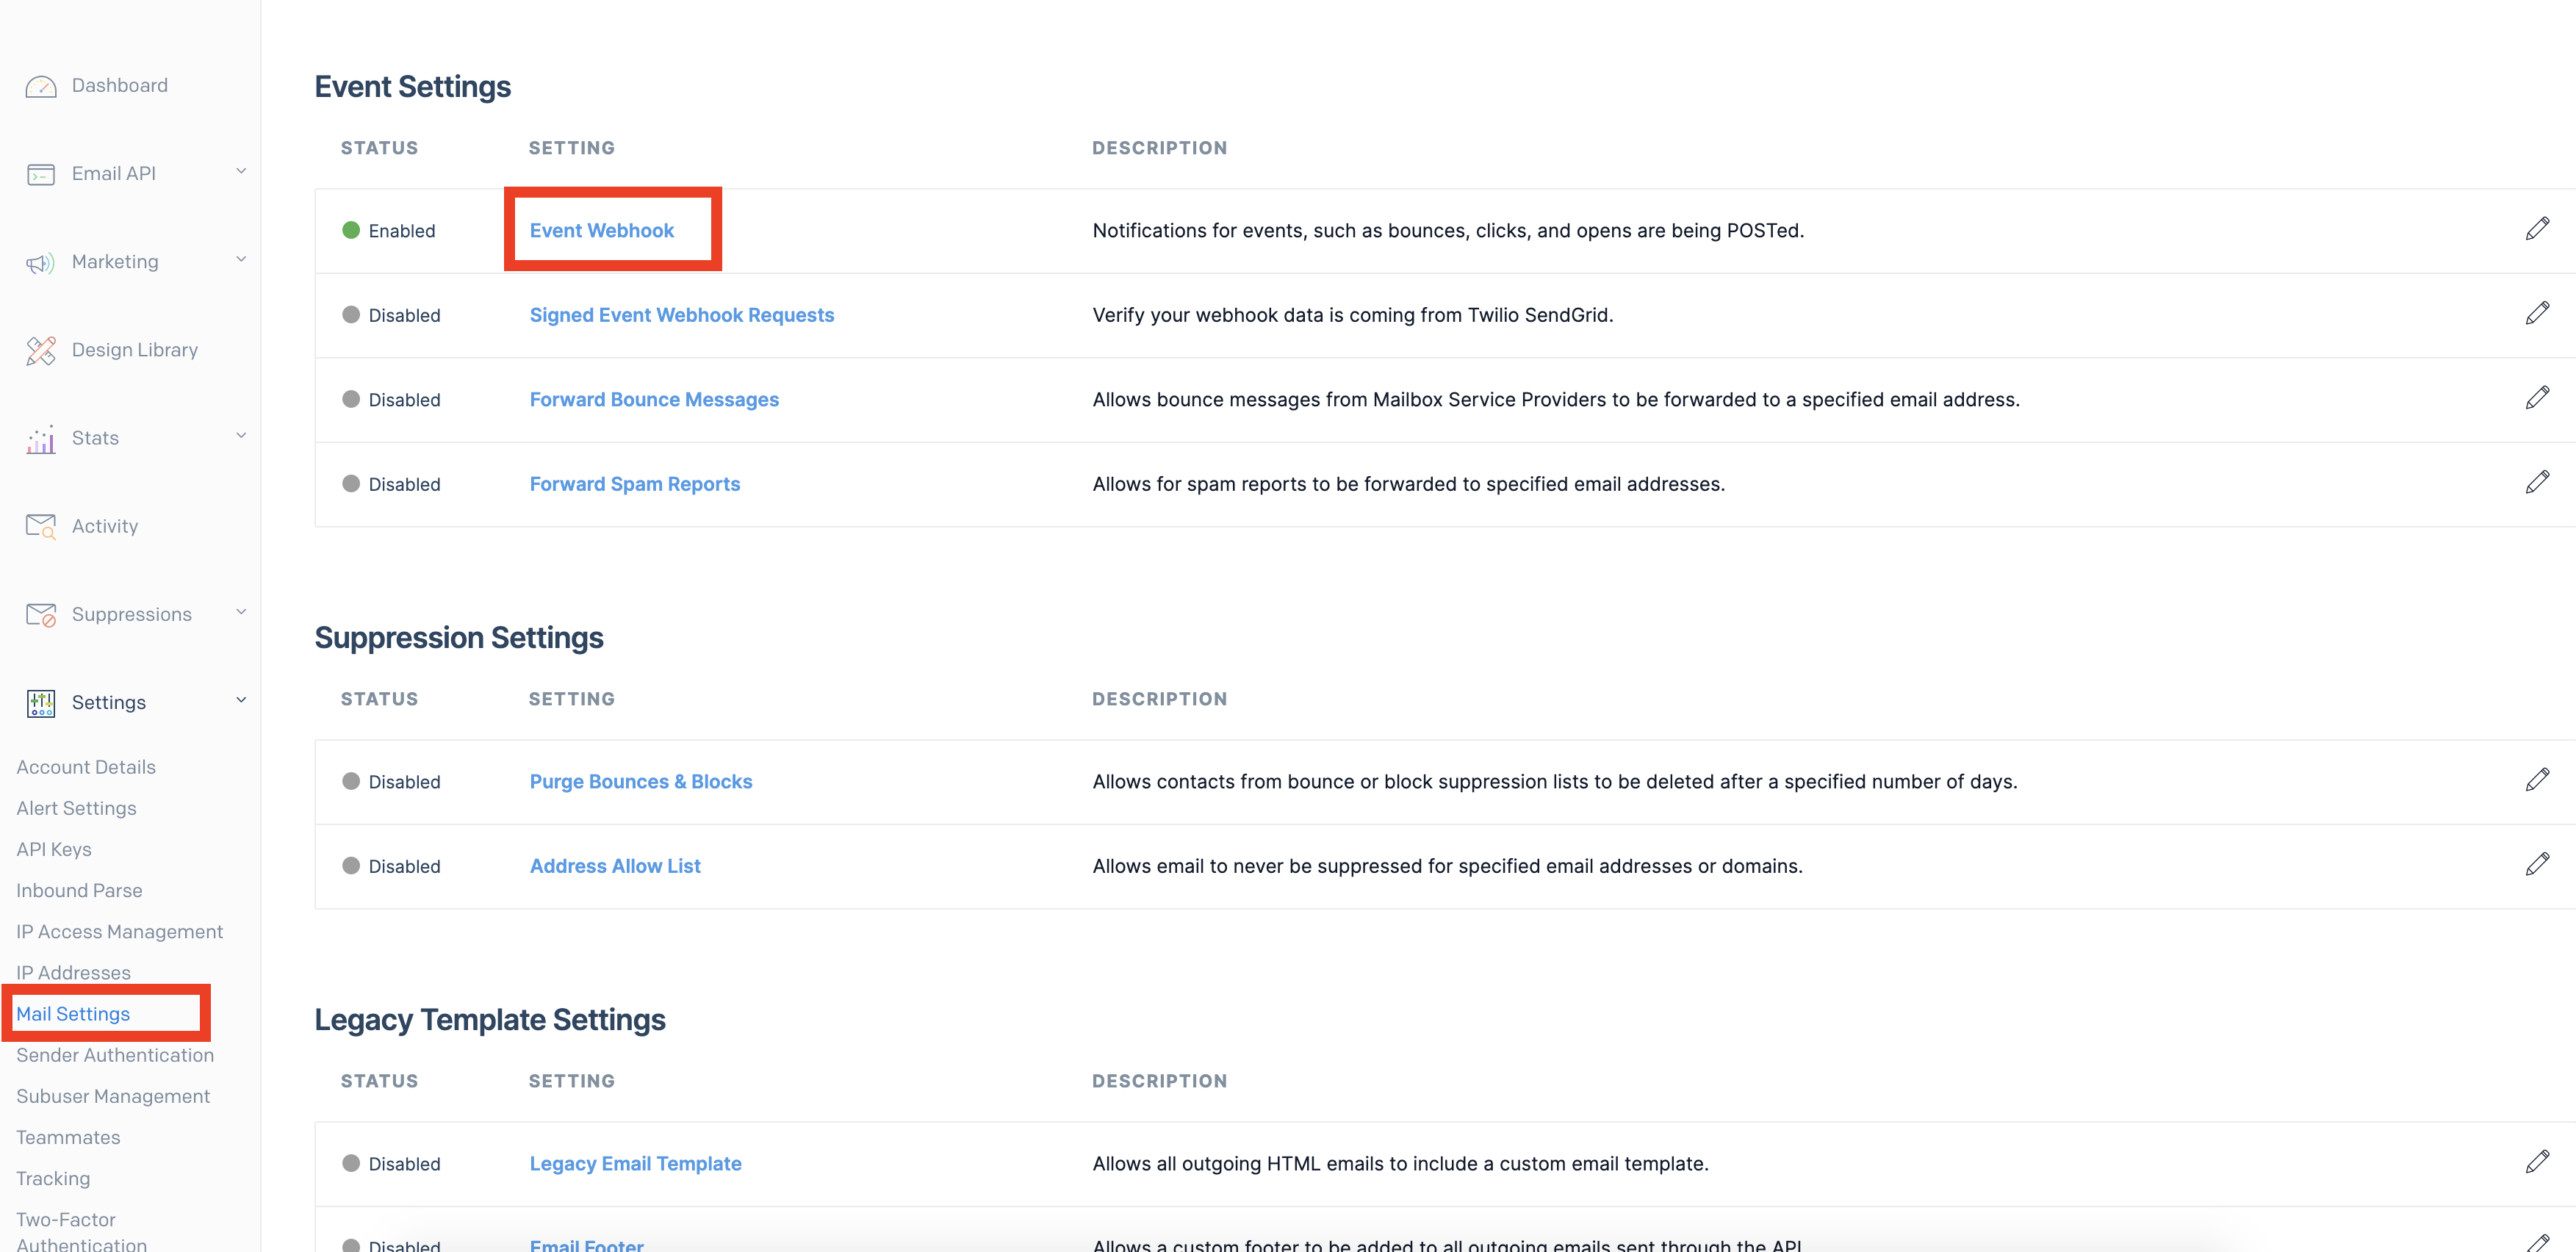 Dashboard
Email API
Marketing
Design Library
Stats
Activity
Suppressions
Settings
Account Details
Alert Settings
API Keys
Inbound Parse
IP Access Management
IP Addresses
Mail Settings
Sender Authentication
Subuser Management
Teammates
Tracking
Two-Factor
Authentication
Event Settings
STATUS SETTING DESCRIPTION
Enabled Event Webhook Notifications for events, such as bounces, clicks, and opens are being POSTed.
Disabled Signed Event Webhook Requests Verify your webhook data is coming from Twilio SendGrid.
Disabled Forward Bounce Messages Allows bounce messages from Mailbox Service Providers to be forwarded to a specified email address.
Disabled Forward Spam Reports Allows for spam reports to be forwarded to specified email addresses.
Suppression Settings
STATUS SETTING DESCRIPTION
Disabled Purge Bounces & Blocks Allows contacts from bounce or block suppression lists to be deleted after a specified number of days.
Disabled Address Allow List Allows email to never be suppressed for specified email addresses or domains.
Legacy Template Settings
STATUS SETTING DESCRIPTION
Disabled Legacy Email Template Allows all outgoing HTML emails to include a custom email template.
Disabled Email Footer Allows a custom footer to be added to all outgoing emails sent through the API